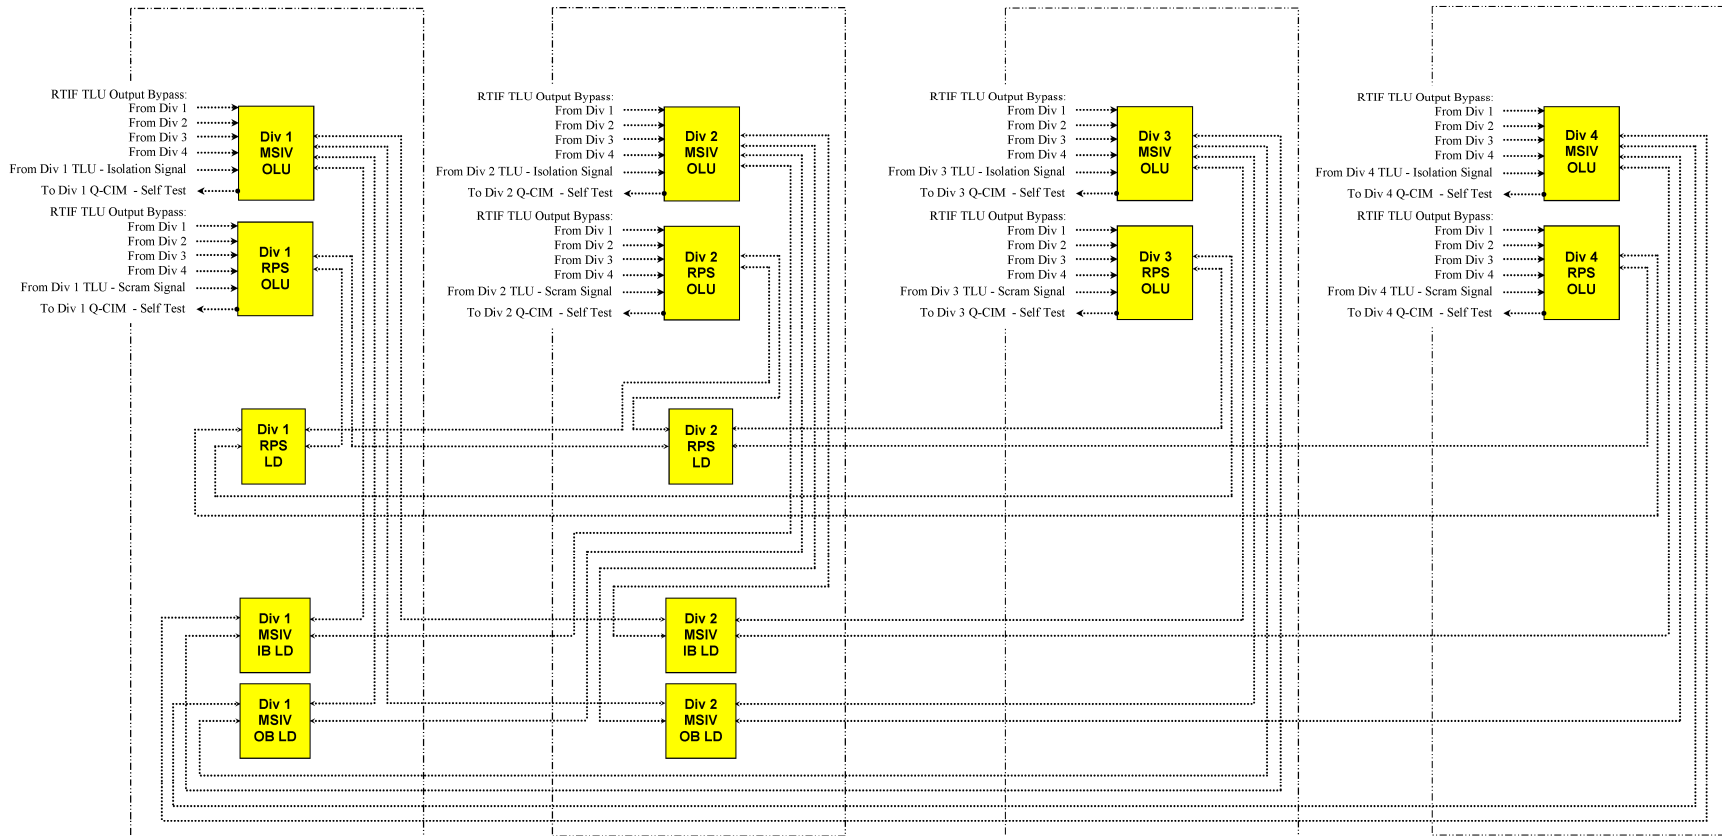 RTIF TLU Output Bypass:
From Div 1
From Div 2
From Div 3
From Div 4
From Div 1 TLU - Isolation Signal
To Div 1 Q-CIM - Self Test
Div 1
MSIV
OLU
RTIF TLU Output Bypass:
From Div 1
From Div 2
From Div 3
From Div 4
From Div 1 TLU - Scram Signal
To Div 1 Q-CIM - Self Test
Div 1
RPS
OLU
RTIF TLU Output Bypass:
From Div 1
From Div 2
From Div 3
From Div 4
From Div 2 TLU - Isolation Signal
To Div 2 Q-CIM - Self Test
Div 2
MSIV
OLU
RTIF TLU Output Bypass:
From Div 1
From Div 2
From Div 3
From Div 4
From Div 2 TLU - Scram Signal
To Div 2 Q-CIM - Self Test
Div 2
RPS
OLU
RTIF TLU Output Bypass:
From Div 1
From Div 2
From Div 3
From Div 4
From Div 3 TLU - Isolation Signal
To Div 3 Q-CIM - Self Test
Div 3
MSIV
OLU
RTIF TLU Output Bypass:
From Div 1
From Div 2
From Div 3
From Div 4
From Div 3 TLU - Scram Signal
To Div 3 Q-CIM - Self Test
Div 3
RPS
OLU
RTIF TLU Output Bypass:
From Div 1
From Div 2
From Div 3
From Div 4
From Div 4 TLU - Isolation Signal
To Div 4 Q-CIM - Self Test
Div 4
MSIV
OLU
RTIF TLU Output Bypass:
From Div 1
From Div 2
From Div 3
From Div 4
From Div 4 TLU - Scram Signal
To Div 4 Q-CIM - Self Test
Div 4
RPS
OLU
Div 1
RPS
LD
Div 2
RPS
LD
Div 1
MSIV
IB LD
Div 2
MSIV
IB LD
Div 1
MSIV
OB LD
Div 2
MSIV
OB LD